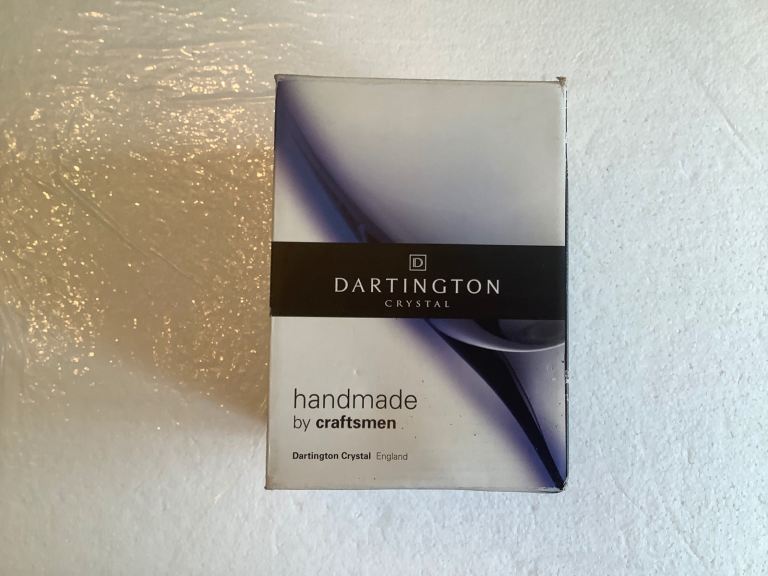 D
DARTINGTON
CRYSTAL
handmade
by craftsmen
Dartington Crystal England